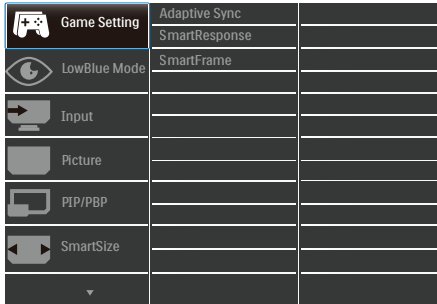 Game Setting
LowBlue Mode
Input
Picture
PIP/PBP
SmartSize
Adaptive Sync
SmartResponse
SmartFrame